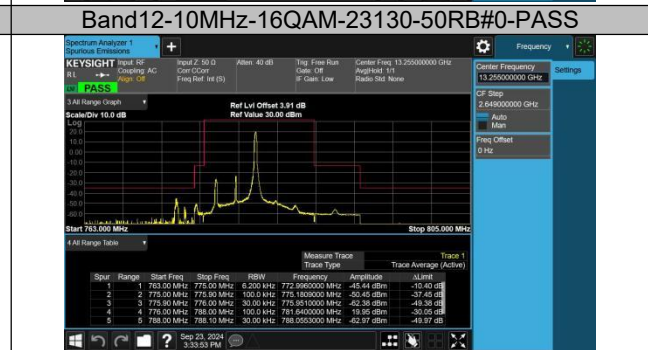 Band12-10MHz-16QAM-23130-50RB#0-PASS
Spectrum Analyzer 1
Spurious Emissions
+
Frequency
KEYSIGHT Input: RF Input Z: 50 Ω Atten: 40 dB Trig: Free Run Center Freq: 13.255000000 GHz
RL Coupling: AC Corr CCorr Gate: Off Avg|Hold: 1/1
Align: Off Freq Ref: Int (S) IF Gain: Low Radio Std: None
PASS
Center Frequency
13.255000000 GHz
Settings
CF Step
2.649000000 GHz
Auto
Man
Freq Offset
0 Hz
3 All Range Graph
Ref Lvl Offset 3.91 dB
Scale/Div 10.0 dB Ref Value 30.00 dBm
Log
20.0
10.0
0.00
-10.0
-20.0
-30.0
-40.0
-50.0
-60.0
Start 763.000 MHz Stop 805.000 MHz
4 All Range Table
Measure Trace Trace 1
Trace Type Trace Average (Active)
Spur Range Start Freq Stop Freq RBW Frequency Amplitude ΔLimit
1 1 763.00 MHz 775.00 MHz 6.200 kHz 772.9960000 MHz -45.44 dBm -10.40 dB
2 2 775.00 MHz 775.90 MHz 100.0 kHz 775.1809000 MHz -50.45 dBm -37.45 dB
3 3 775.90 MHz 776.00 MHz 30.00 kHz 775.9510000 MHz -62.38 dBm -49.38 dB
4 4 776.00 MHz 788.00 MHz 100.0 kHz 781.6400000 MHz 19.95 dBm -30.05 dB
5 5 788.00 MHz 788.10 MHz 30.00 kHz 788.0553000 MHz -62.97 dBm -49.97 dB
Sep 23, 2024
3:33:53 PM